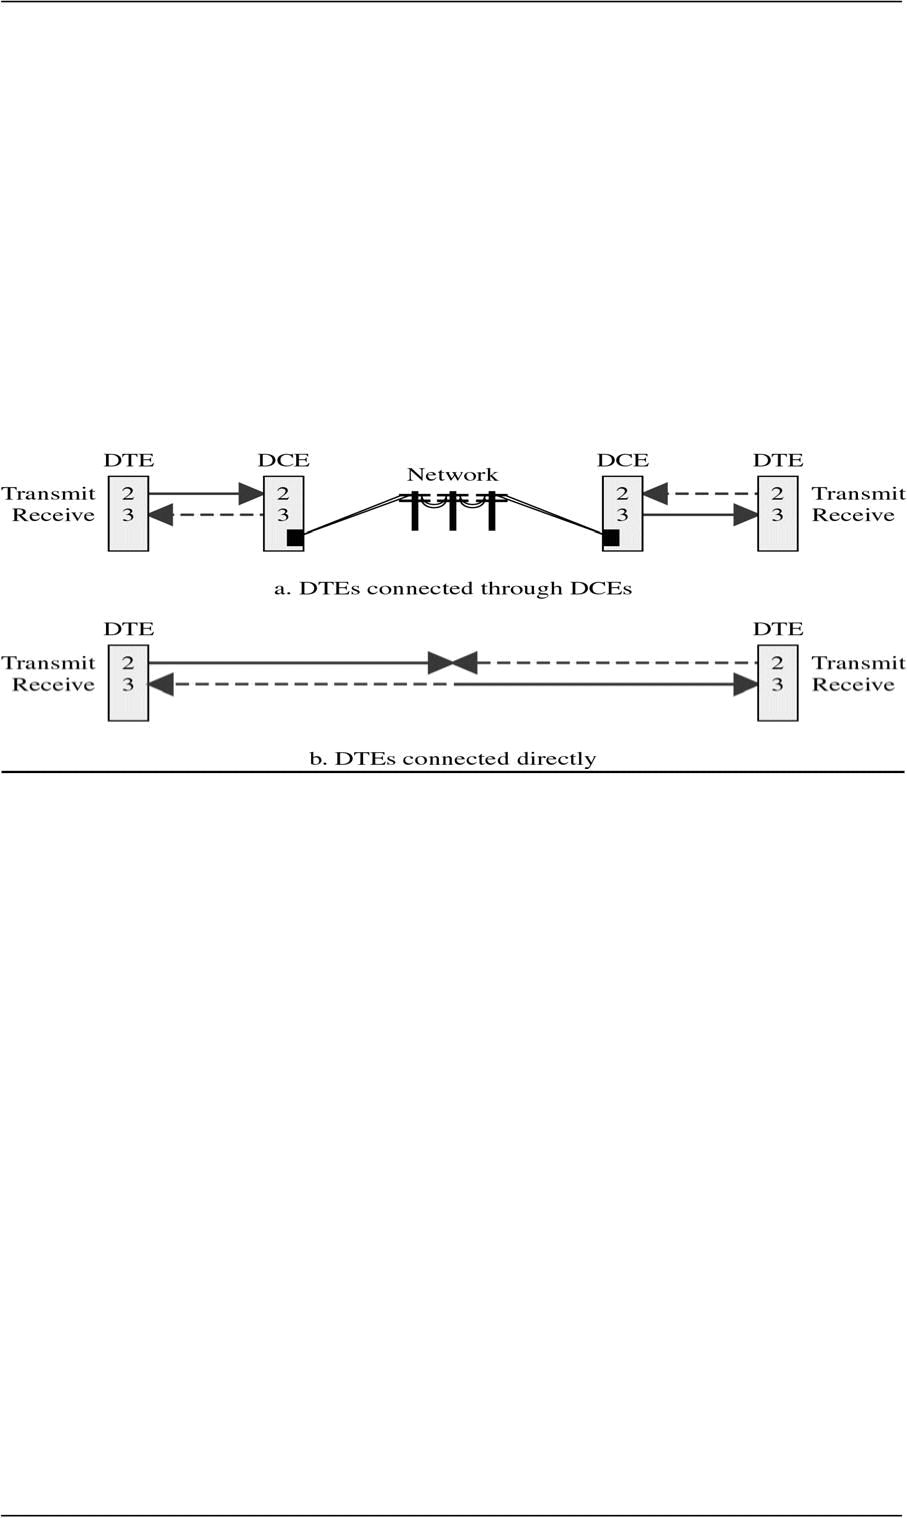 DTE DCE Network DCE DTE
Transmit 2 2 2 2 Transmit
Receive 3 3 3 3 Receive
a. DTEs connected through DCEs
DTE DTE
Transmit 2 2 Transmit
Receive 3 3 Receive
b. DTEs connected directly